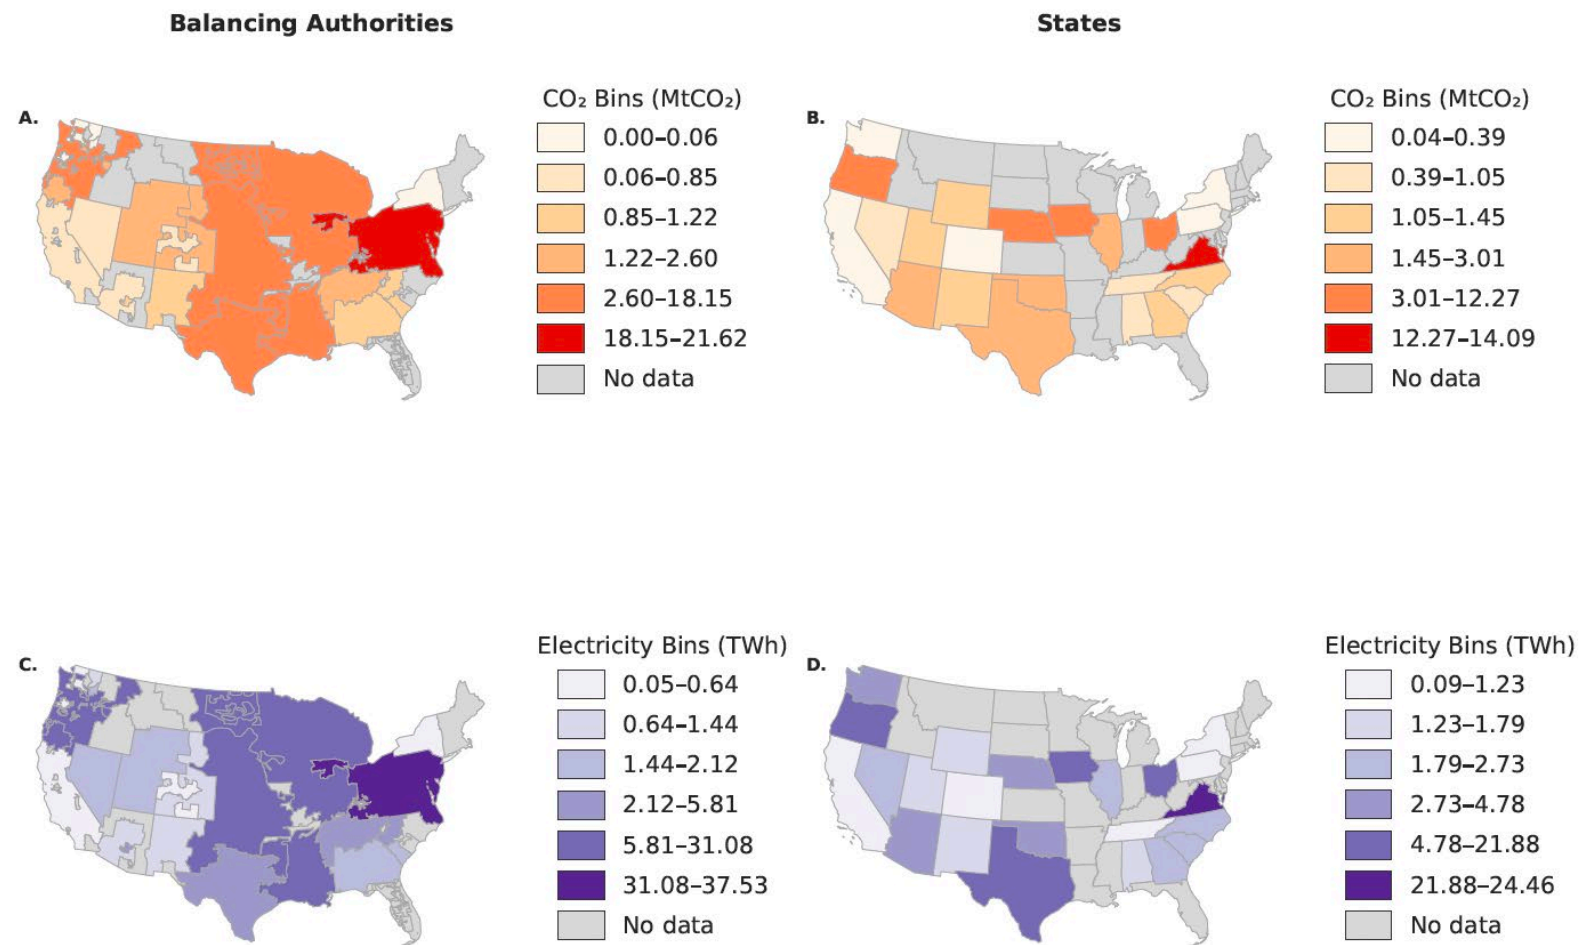 Balancing Authorities
States
A.
CO₂ Bins (MtCO₂)
0.00–0.06
0.06–0.85
0.85–1.22
1.22–2.60
2.60–18.15
18.15–21.62
No data
B.
CO₂ Bins (MtCO₂)
0.04–0.39
0.39–1.05
1.05–1.45
1.45–3.01
3.01–12.27
12.27–14.09
No data
C.
Electricity Bins (TWh)
0.05–0.64
0.64–1.44
1.44–2.12
2.12–5.81
5.81–31.08
31.08–37.53
No data
D.
Electricity Bins (TWh)
0.09–1.23
1.23–1.79
1.79–2.73
2.73–4.78
4.78–21.88
21.88–24.46
No data